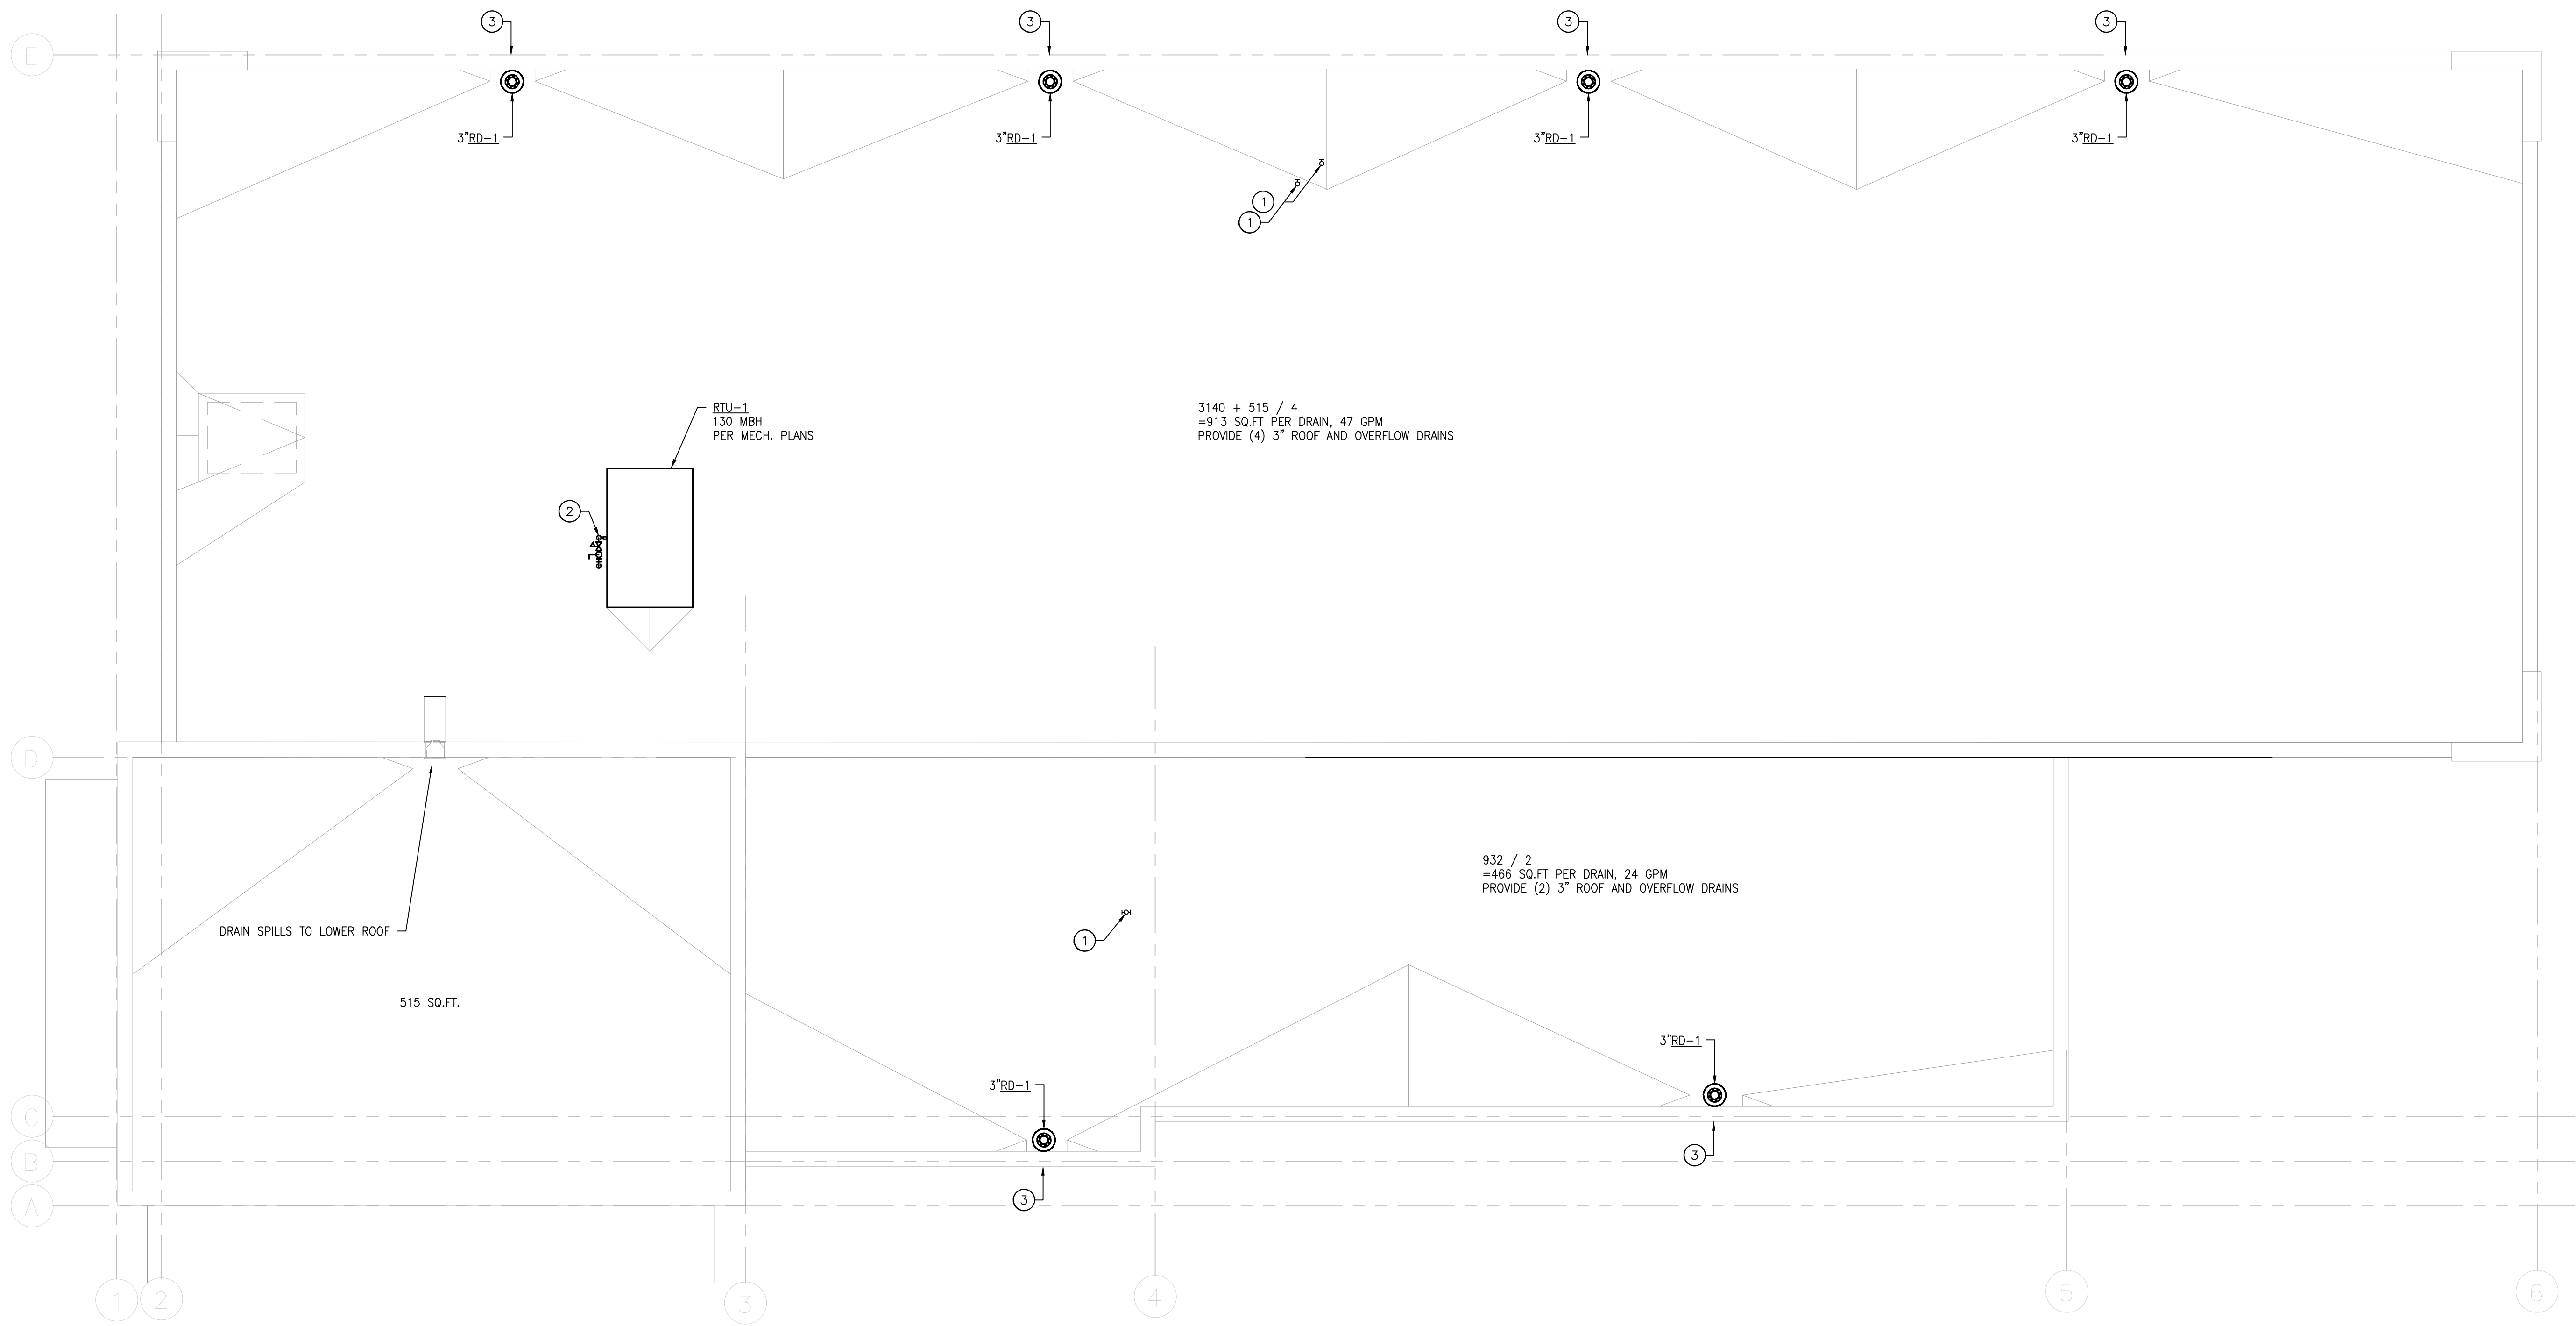 3
3
3
3
E
3"RD-1
3"RD-1
3"RD-1
3"RD-1
1
1
RTU-1
130 MBH
PER MECH. PLANS
3140 + 515 / 4
=913 SQ.FT PER DRAIN, 47 GPM
PROVIDE (4) 3" ROOF AND OVERFLOW DRAINS
2
D
932 / 2
=466 SQ.FT PER DRAIN, 24 GPM
PROVIDE (2) 3" ROOF AND OVERFLOW DRAINS
DRAIN SPILLS TO LOWER ROOF
1
515 SQ.FT.
3"RD-1
3"RD-1
C
B
3
A
3
1
2
3
4
5
6